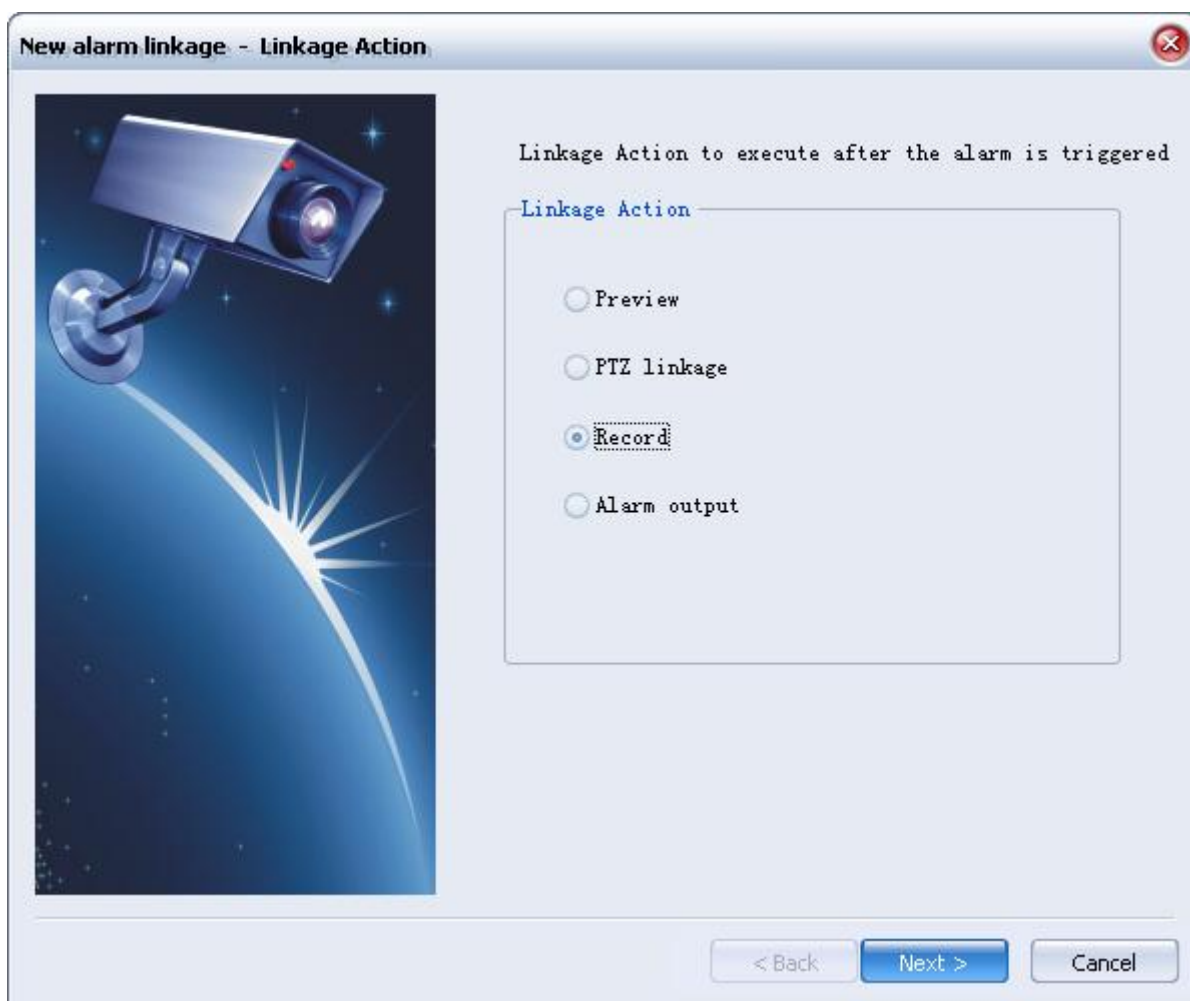 New alarm linkage - Linkage Action
Linkage Action to execute after the alarm is triggered
Linkage Action
Preview
PTZ linkage
Record
Alarm output
< Back
Next >
Cancel